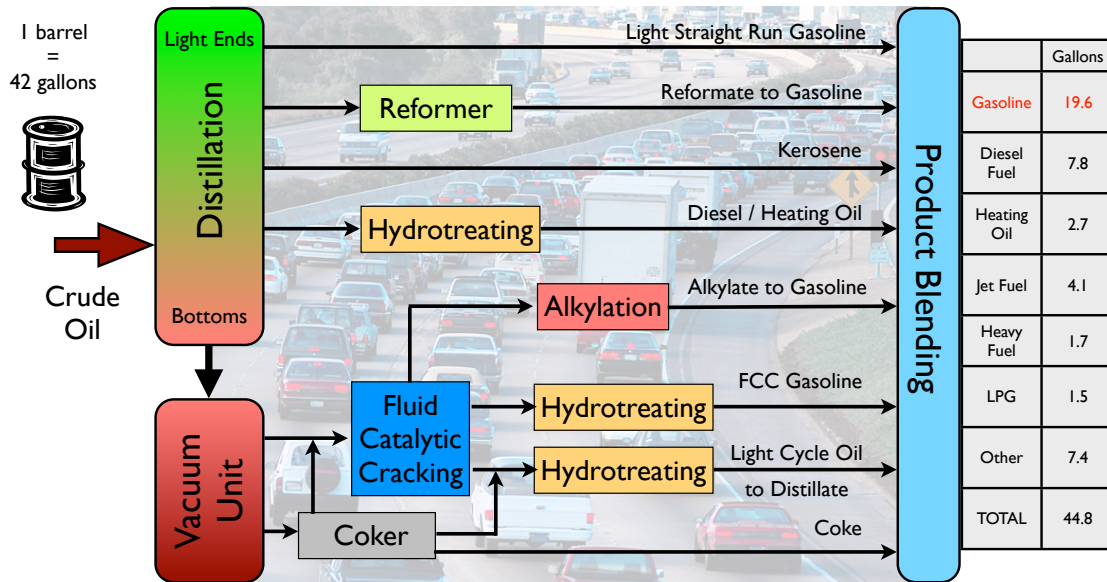 1 barrel
=
42 gallons
Crude
Oil
Light Ends
Distillation
Bottoms
Vacuum
Unit
Reformer
Hydrotreating
Alkylation
Fluid
Catalytic
Cracking
Hydrotreating
Hydrotreating
Coker
Light Straight Run Gasoline
Reformate to Gasoline
Kerosene
Diesel / Heating Oil
Alkylate to Gasoline
FCC Gasoline
Light Cycle Oil
to Distillate
Coke
Product Blending
Gallons
Gasoline 19.6
Diesel
Fuel 7.8
Heating
Oil 2.7
Jet Fuel 4.1
Heavy
Fuel 1.7
LPG 1.5
Other 7.4
TOTAL 44.8